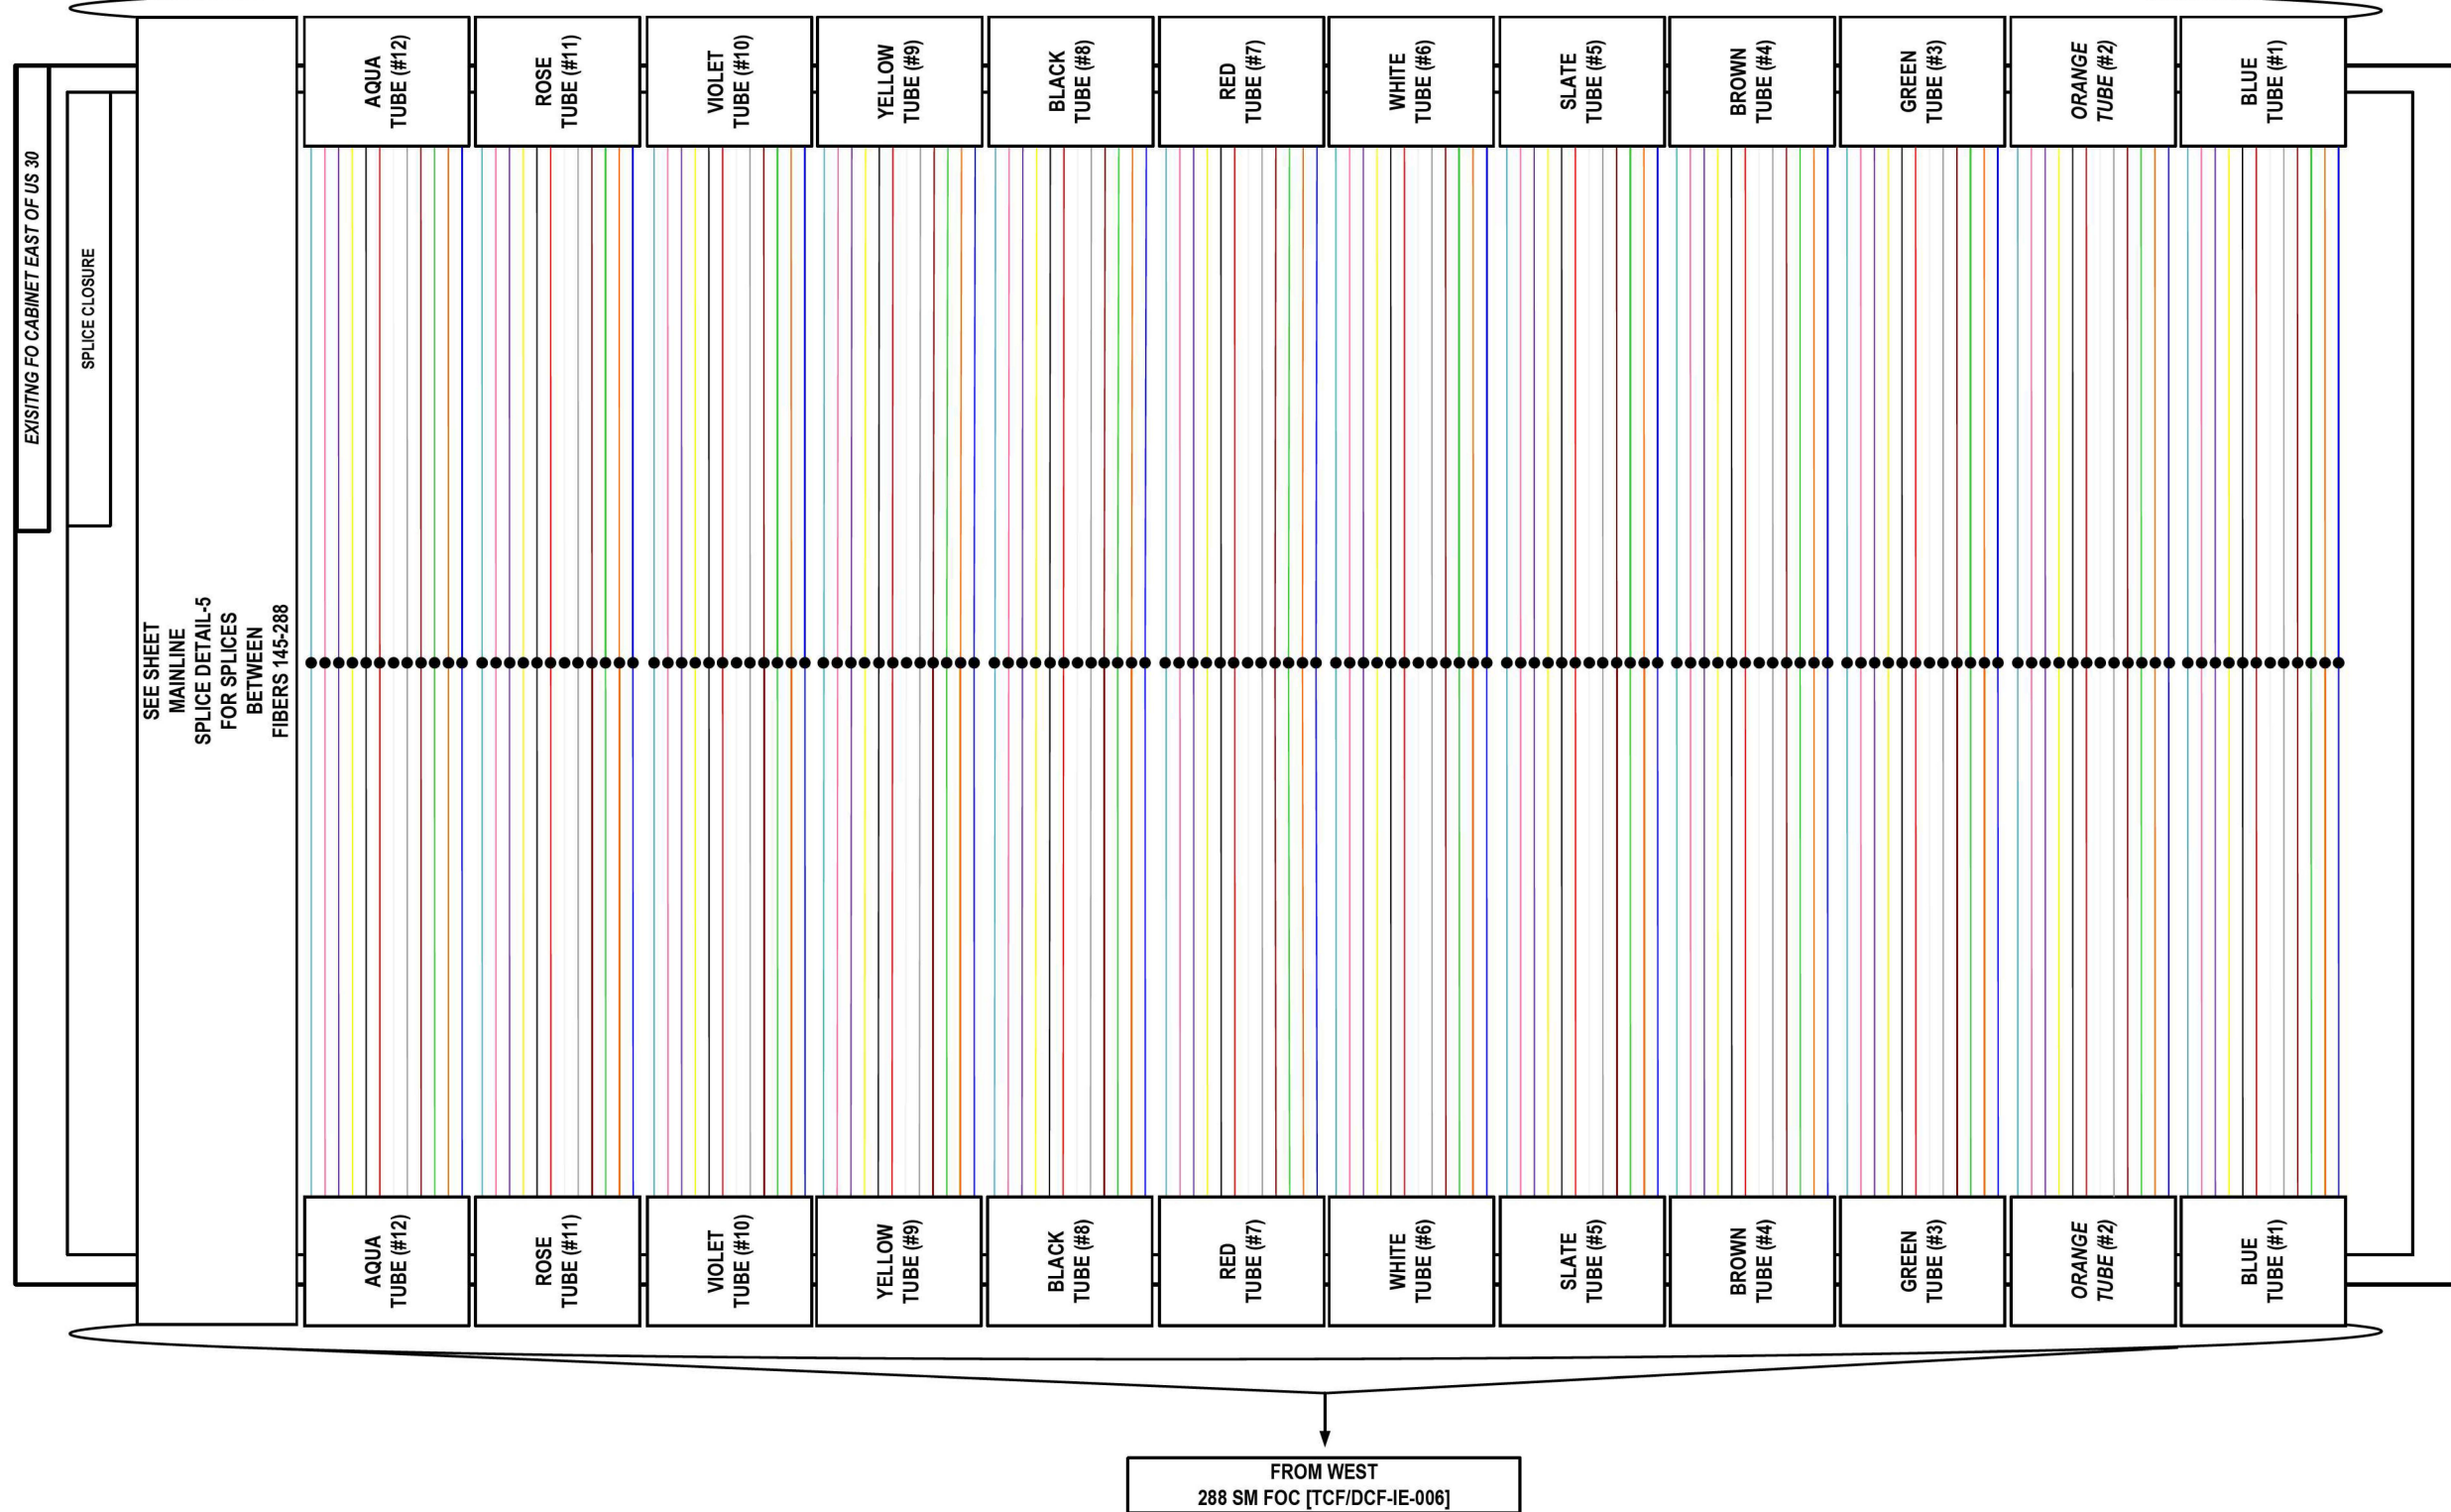 AQUA
TUBE (#12)
ROSE
TUBE (#11)
VIOLET
TUBE (#10)
YELLOW
TUBE (#9)
BLACK
TUBE (#8)
RED
TUBE (#7)
WHITE
TUBE (#6)
SLATE
TUBE (#5)
BROWN
TUBE (#4)
GREEN
TUBE (#3)
ORANGE
TUBE (#2)
BLUE
TUBE (#1)
EXISITNG FO CABINET EAST OF US 30
SPLICE CLOSURE
SEE SHEET
MAINLINE
SPLICE DETAIL-5
FOR SPLICES
BETWEEN
FIBERS 145-288
AQUA
TUBE (#12)
ROSE
TUBE (#11)
VIOLET
TUBE (#10)
YELLOW
TUBE (#9)
BLACK
TUBE (#8)
RED
TUBE (#7)
WHITE
TUBE (#6)
SLATE
TUBE (#5)
BROWN
TUBE (#4)
GREEN
TUBE (#3)
ORANGE
TUBE (#2)
BLUE
TUBE (#1)
FROM WEST
288 SM FOC [TCF/DCF-IE-006]